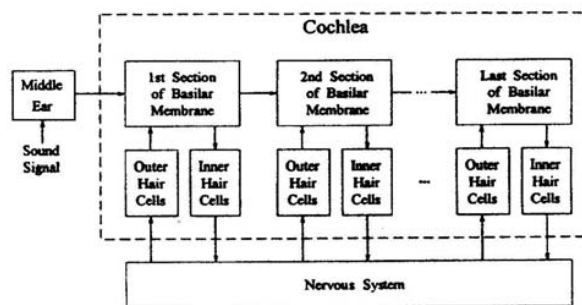 Cochlea
Middle
Ear
Sound
Signal
1st Section
of Basilar
Membrane
2nd Section
of Basilar
Membrane
...
Last Section
of Basilar
Membrane
Outer
Hair
Cells
Inner
Hair
Cells
Outer
Hair
Cells
Inner
Hair
Cells
...
Outer
Hair
Cells
Inner
Hair
Cells
Nervous System